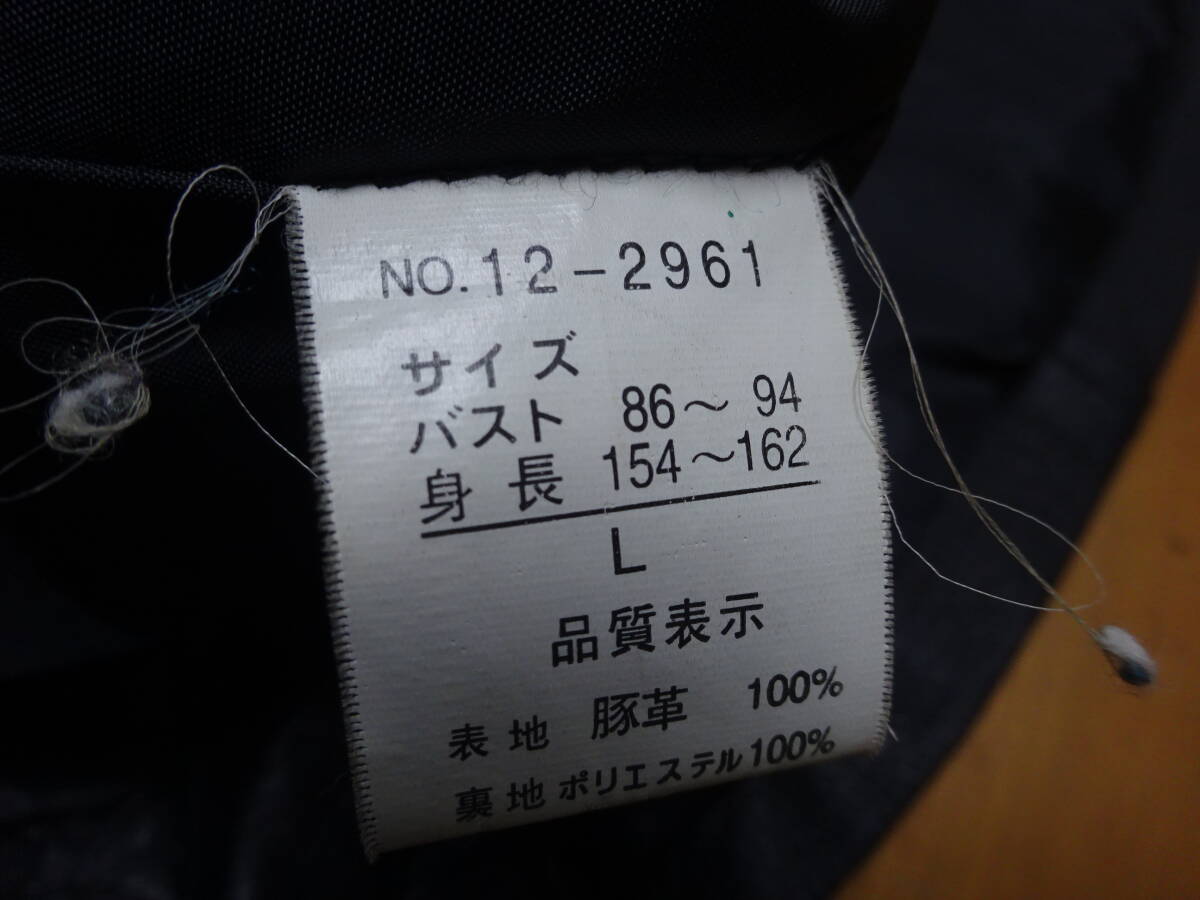 NO.12-2961
サイズ
バスト 86～94
身長 154～162
L
品質表示
表地 豚革 100%
裏地 ポリエステル100%